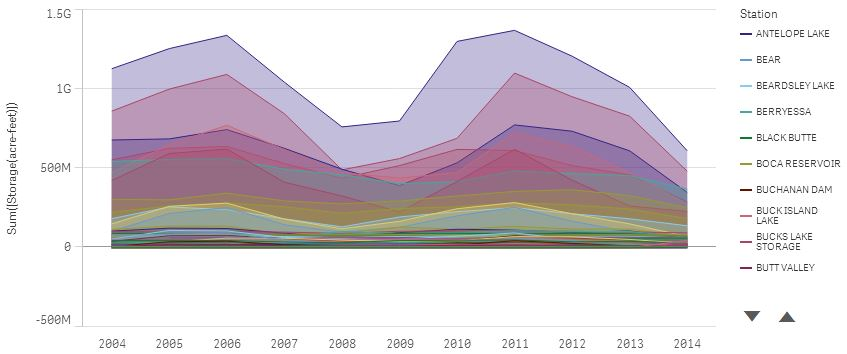 Station
1.5G
1G
500M
0
-500M
Sum([Storage(acre-feet)])
2004 2005 2006 2007 2008 2009 2010 2011 2012 2013 2014
ANTELOPE LAKE
BEAR
BEARDSLEY LAKE
BERRYESSA
BLACK BUTTE
BOCA RESERVOIR
BUCHANAN DAM
BUCK ISLAND
LAKE
BUCKS LAKE
STORAGE
BUTT VALLEY